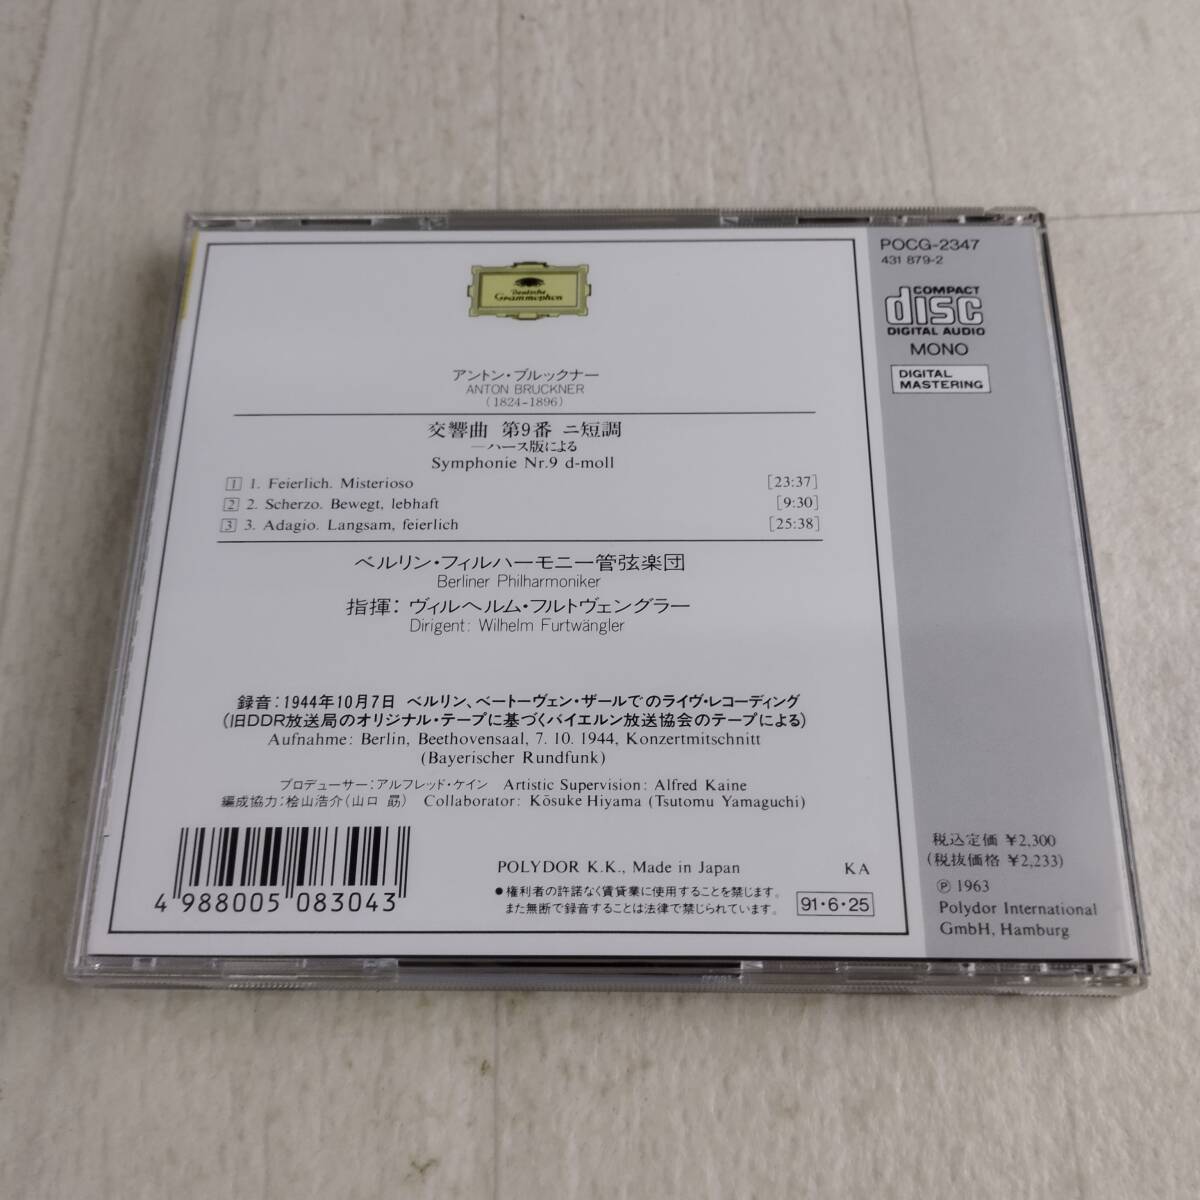 Deutsche
Grammophon
アントン・ブルックナー
ANTON BRUCKNER
(1824-1896)
交響曲 第9番 ニ短調
—ハース版による
Symphonie Nr.9 d-moll
1 1. Feierlich. Misterioso [23:37]
2 2. Scherzo. Bewegt, lebhaft [9:30]
3 3. Adagio. Langsam, feierlich [25:38]
ベルリン・フィルハーモニー管弦楽団
Berliner Philharmoniker
指揮: ヴィルヘルム・フルトヴェングラー
Dirigent: Wilhelm Furtwängler
録音: 1944年10月7日 ベルリン、ベートーヴェン・ザールでのライヴ・レコーディング
(旧DDR放送局のオリジナル・テープに基づくバイエルン放送協会のテープによる)
Aufnahme: Berlin, Beethovensaal, 7. 10. 1944, Konzertmitschnitt
(Bayerischer Rundfunk)
プロデューサー: アルフレッド・ケイン Artistic Supervision: Alfred Kaine
編成協力: 桧山浩介 (山口 勗) Collaborator: Kōsuke Hiyama (Tsutomu Yamaguchi)
4 988005 083043
POLYDOR K.K., Made in Japan KA
●権利者の許諾なく賃貸業に使用することを禁じます。
また無断で録音することは法律で禁じられています。
91・6・25
POCG-2347
431 879-2
COMPACT
disc
DIGITAL AUDIO
MONO
DIGITAL
MASTERING
税込定価 ¥2,300
(税抜価格 ¥2,233)
Ⓟ 1963
Polydor International
GmbH, Hamburg